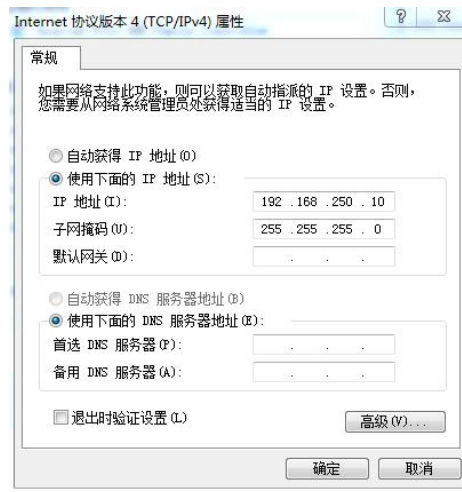 Internet 协议版本 4 (TCP/IPv4) 属性
常规
如果网络支持此功能，则可以获取自动指派的 IP 设置。否则，
您需要从网络系统管理员处获得适当的 IP 设置。
自动获得 IP 地址(O)
使用下面的 IP 地址(S):
IP 地址(I): 192 .168 .250 . 10
子网掩码(U): 255 .255 .255 . 0
默认网关(D): . . .
自动获得 DNS 服务器地址(B)
使用下面的 DNS 服务器地址(E):
首选 DNS 服务器(P): . . .
备用 DNS 服务器(A): . . .
退出时验证设置(L)
高级(V)...
确定 取消